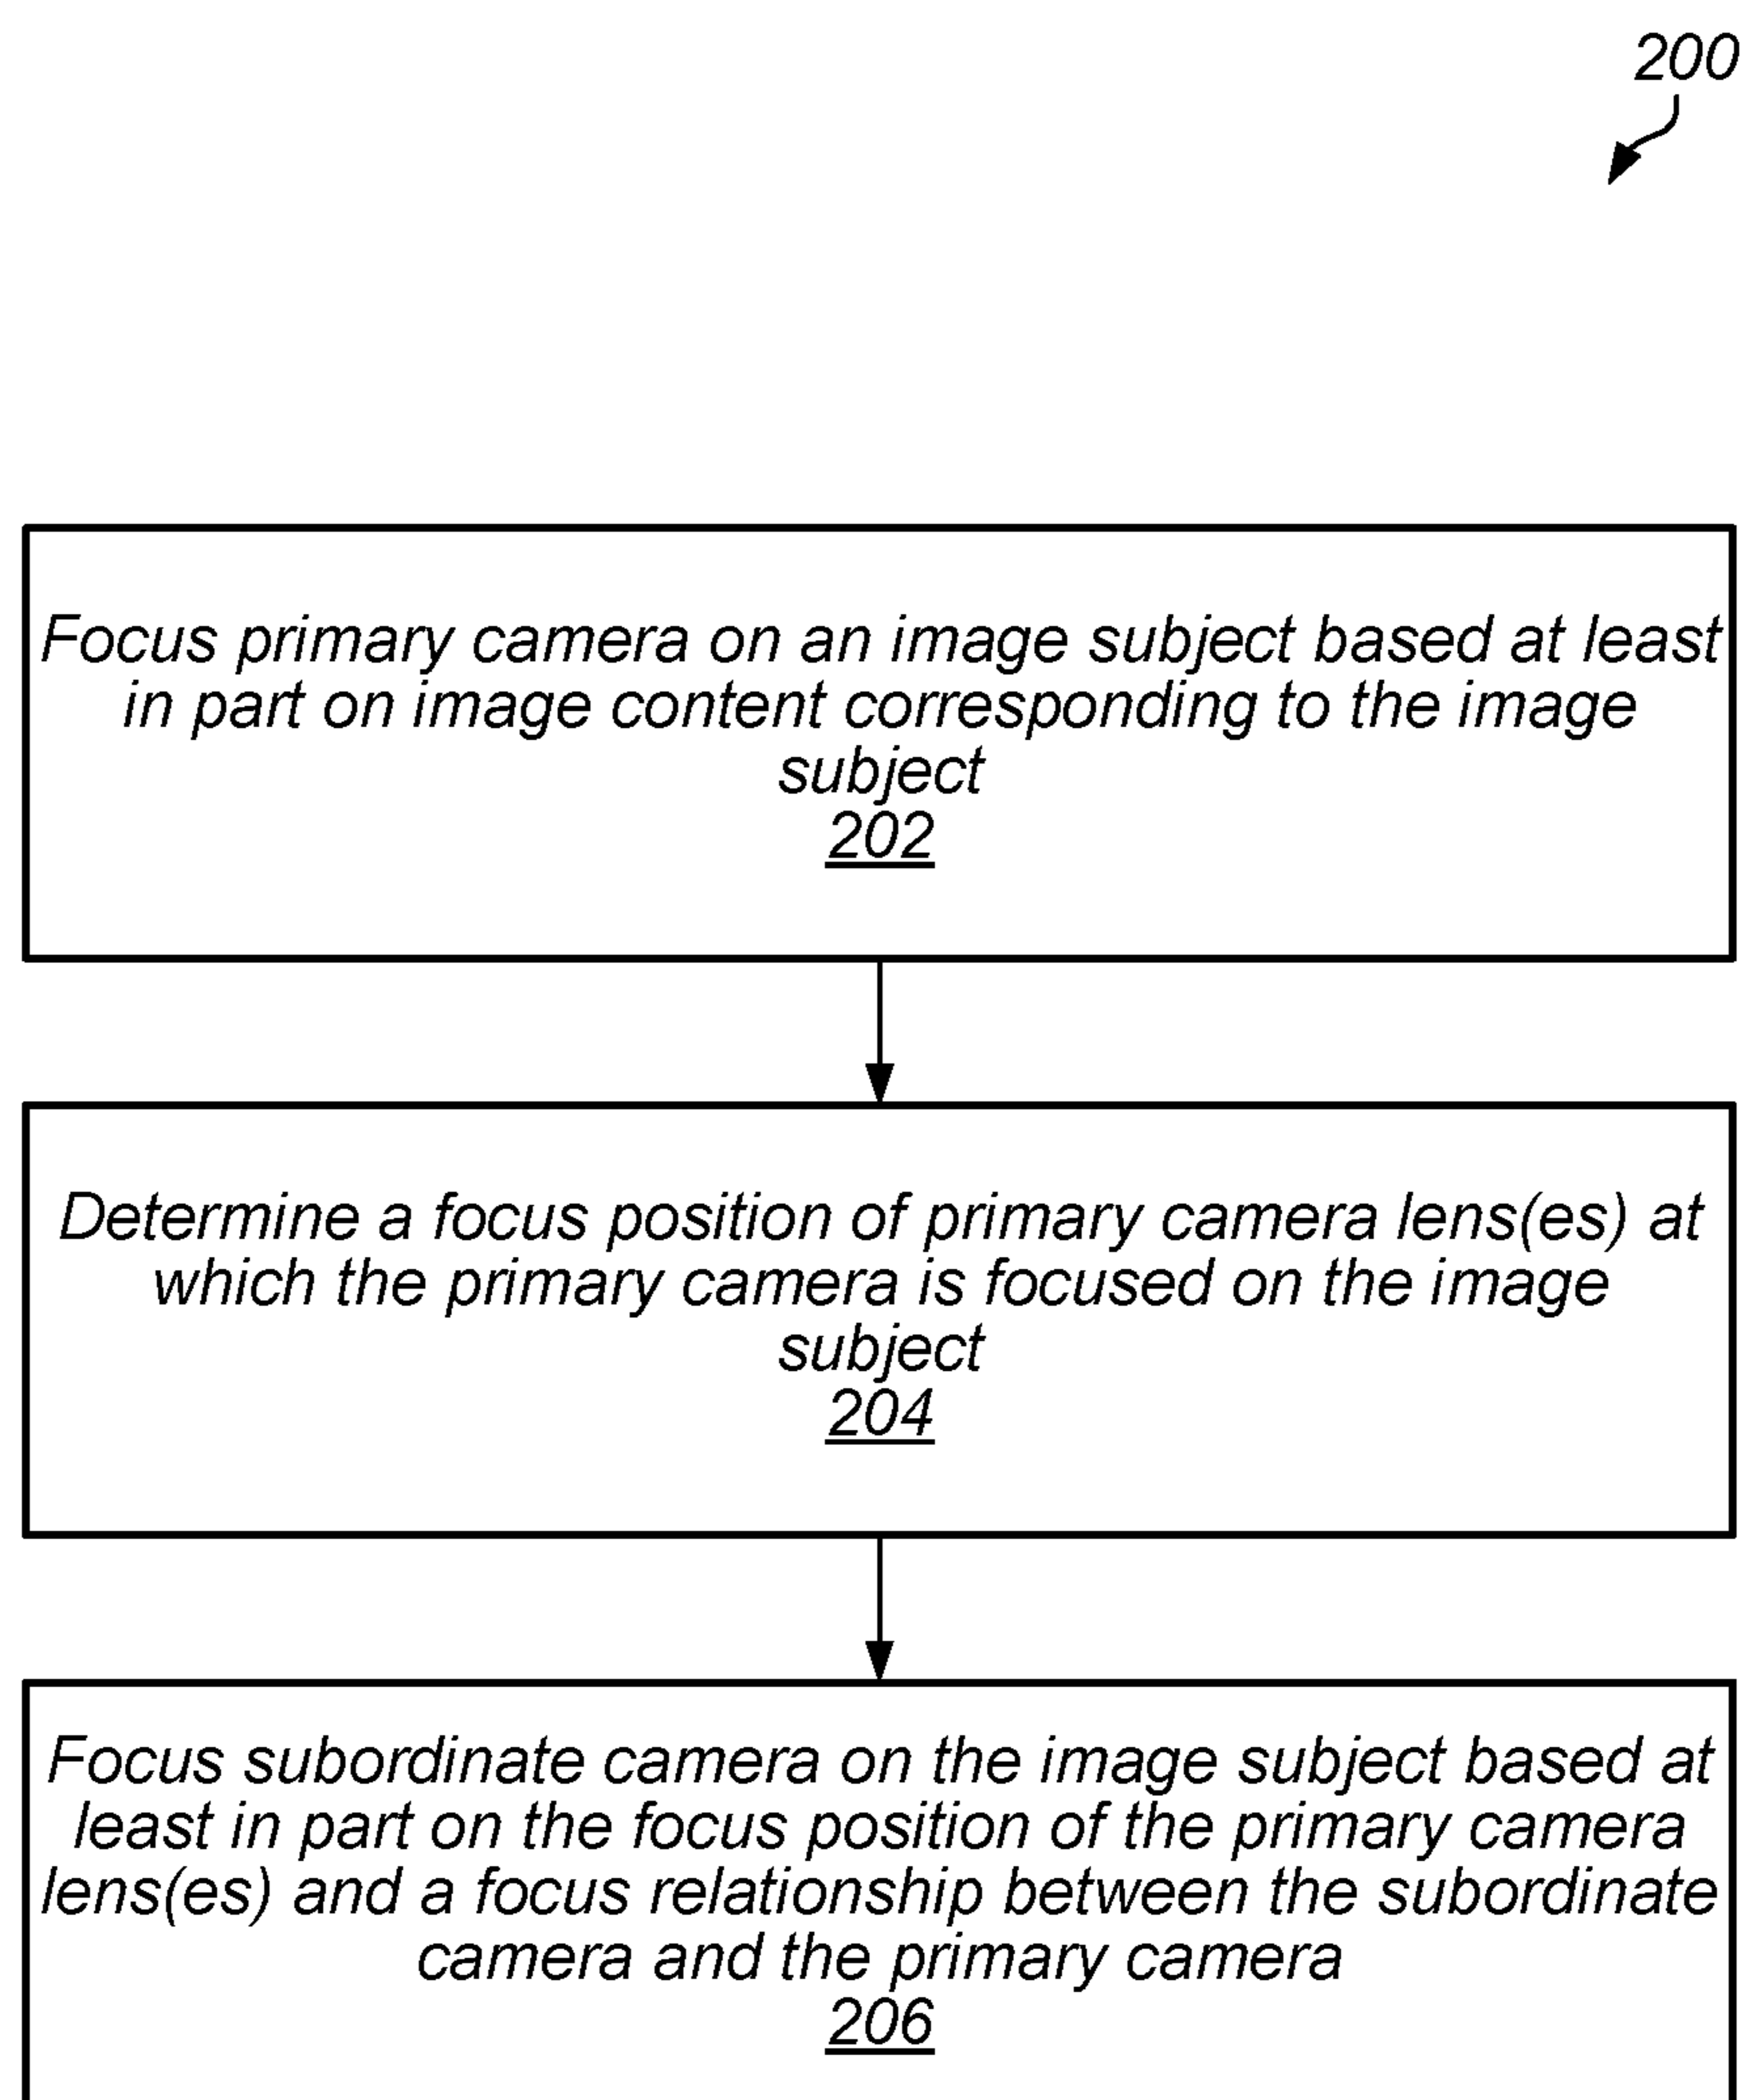 200
Focus primary camera on an image subject based at least
in part on image content corresponding to the image
subject
202
Determine a focus position of primary camera lens(es) at
which the primary camera is focused on the image
subject
204
Focus subordinate camera on the image subject based at
least in part on the focus position of the primary camera
lens(es) and a focus relationship between the subordinate
camera and the primary camera
206